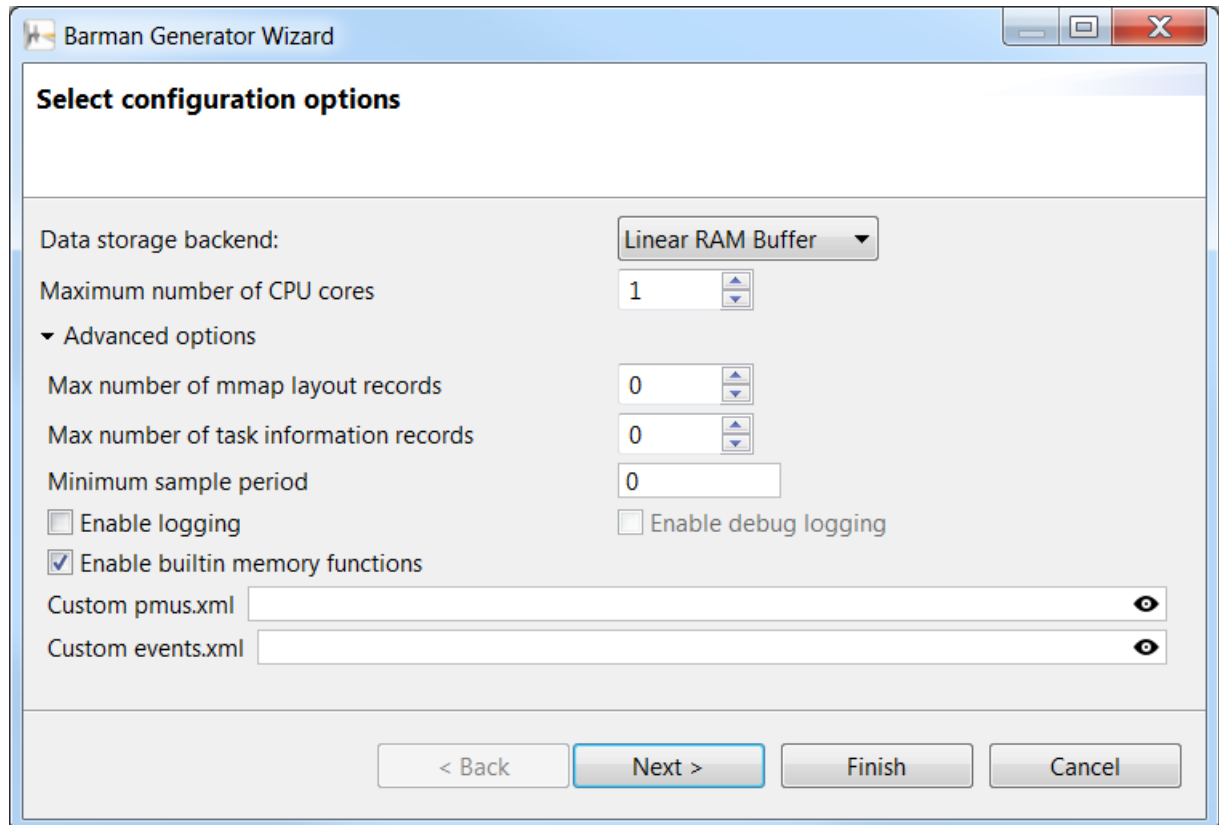 Barman Generator Wizard
Select configuration options
Data storage backend: Linear RAM Buffer
Maximum number of CPU cores 1
Advanced options
Max number of mmap layout records 0
Max number of task information records 0
Minimum sample period 0
Enable logging Enable debug logging
Enable builtin memory functions
Custom pmus.xml
Custom events.xml
< Back Next > Finish Cancel